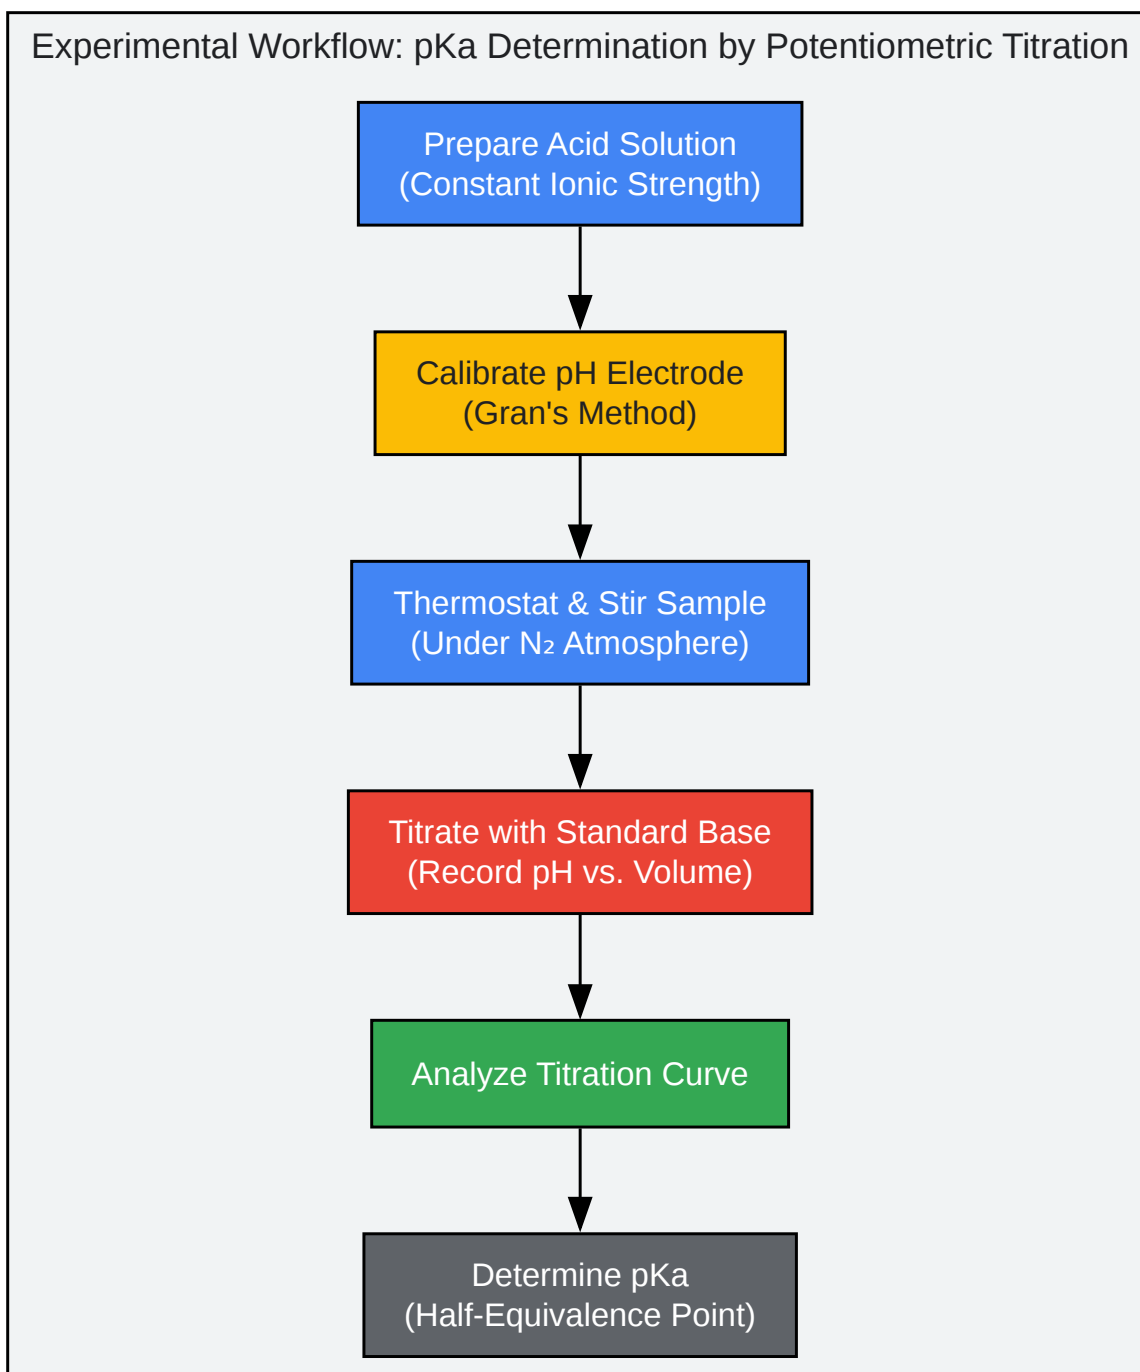 Experimental Workflow: pKa Determination by Potentiometric Titration
Prepare Acid Solution
(Constant Ionic Strength)
Calibrate pH Electrode
(Gran's Method)
Thermostat & Stir Sample
(Under N₂ Atmosphere)
Titrate with Standard Base
(Record pH vs. Volume)
Analyze Titration Curve
Determine pKa
(Half-Equivalence Point)